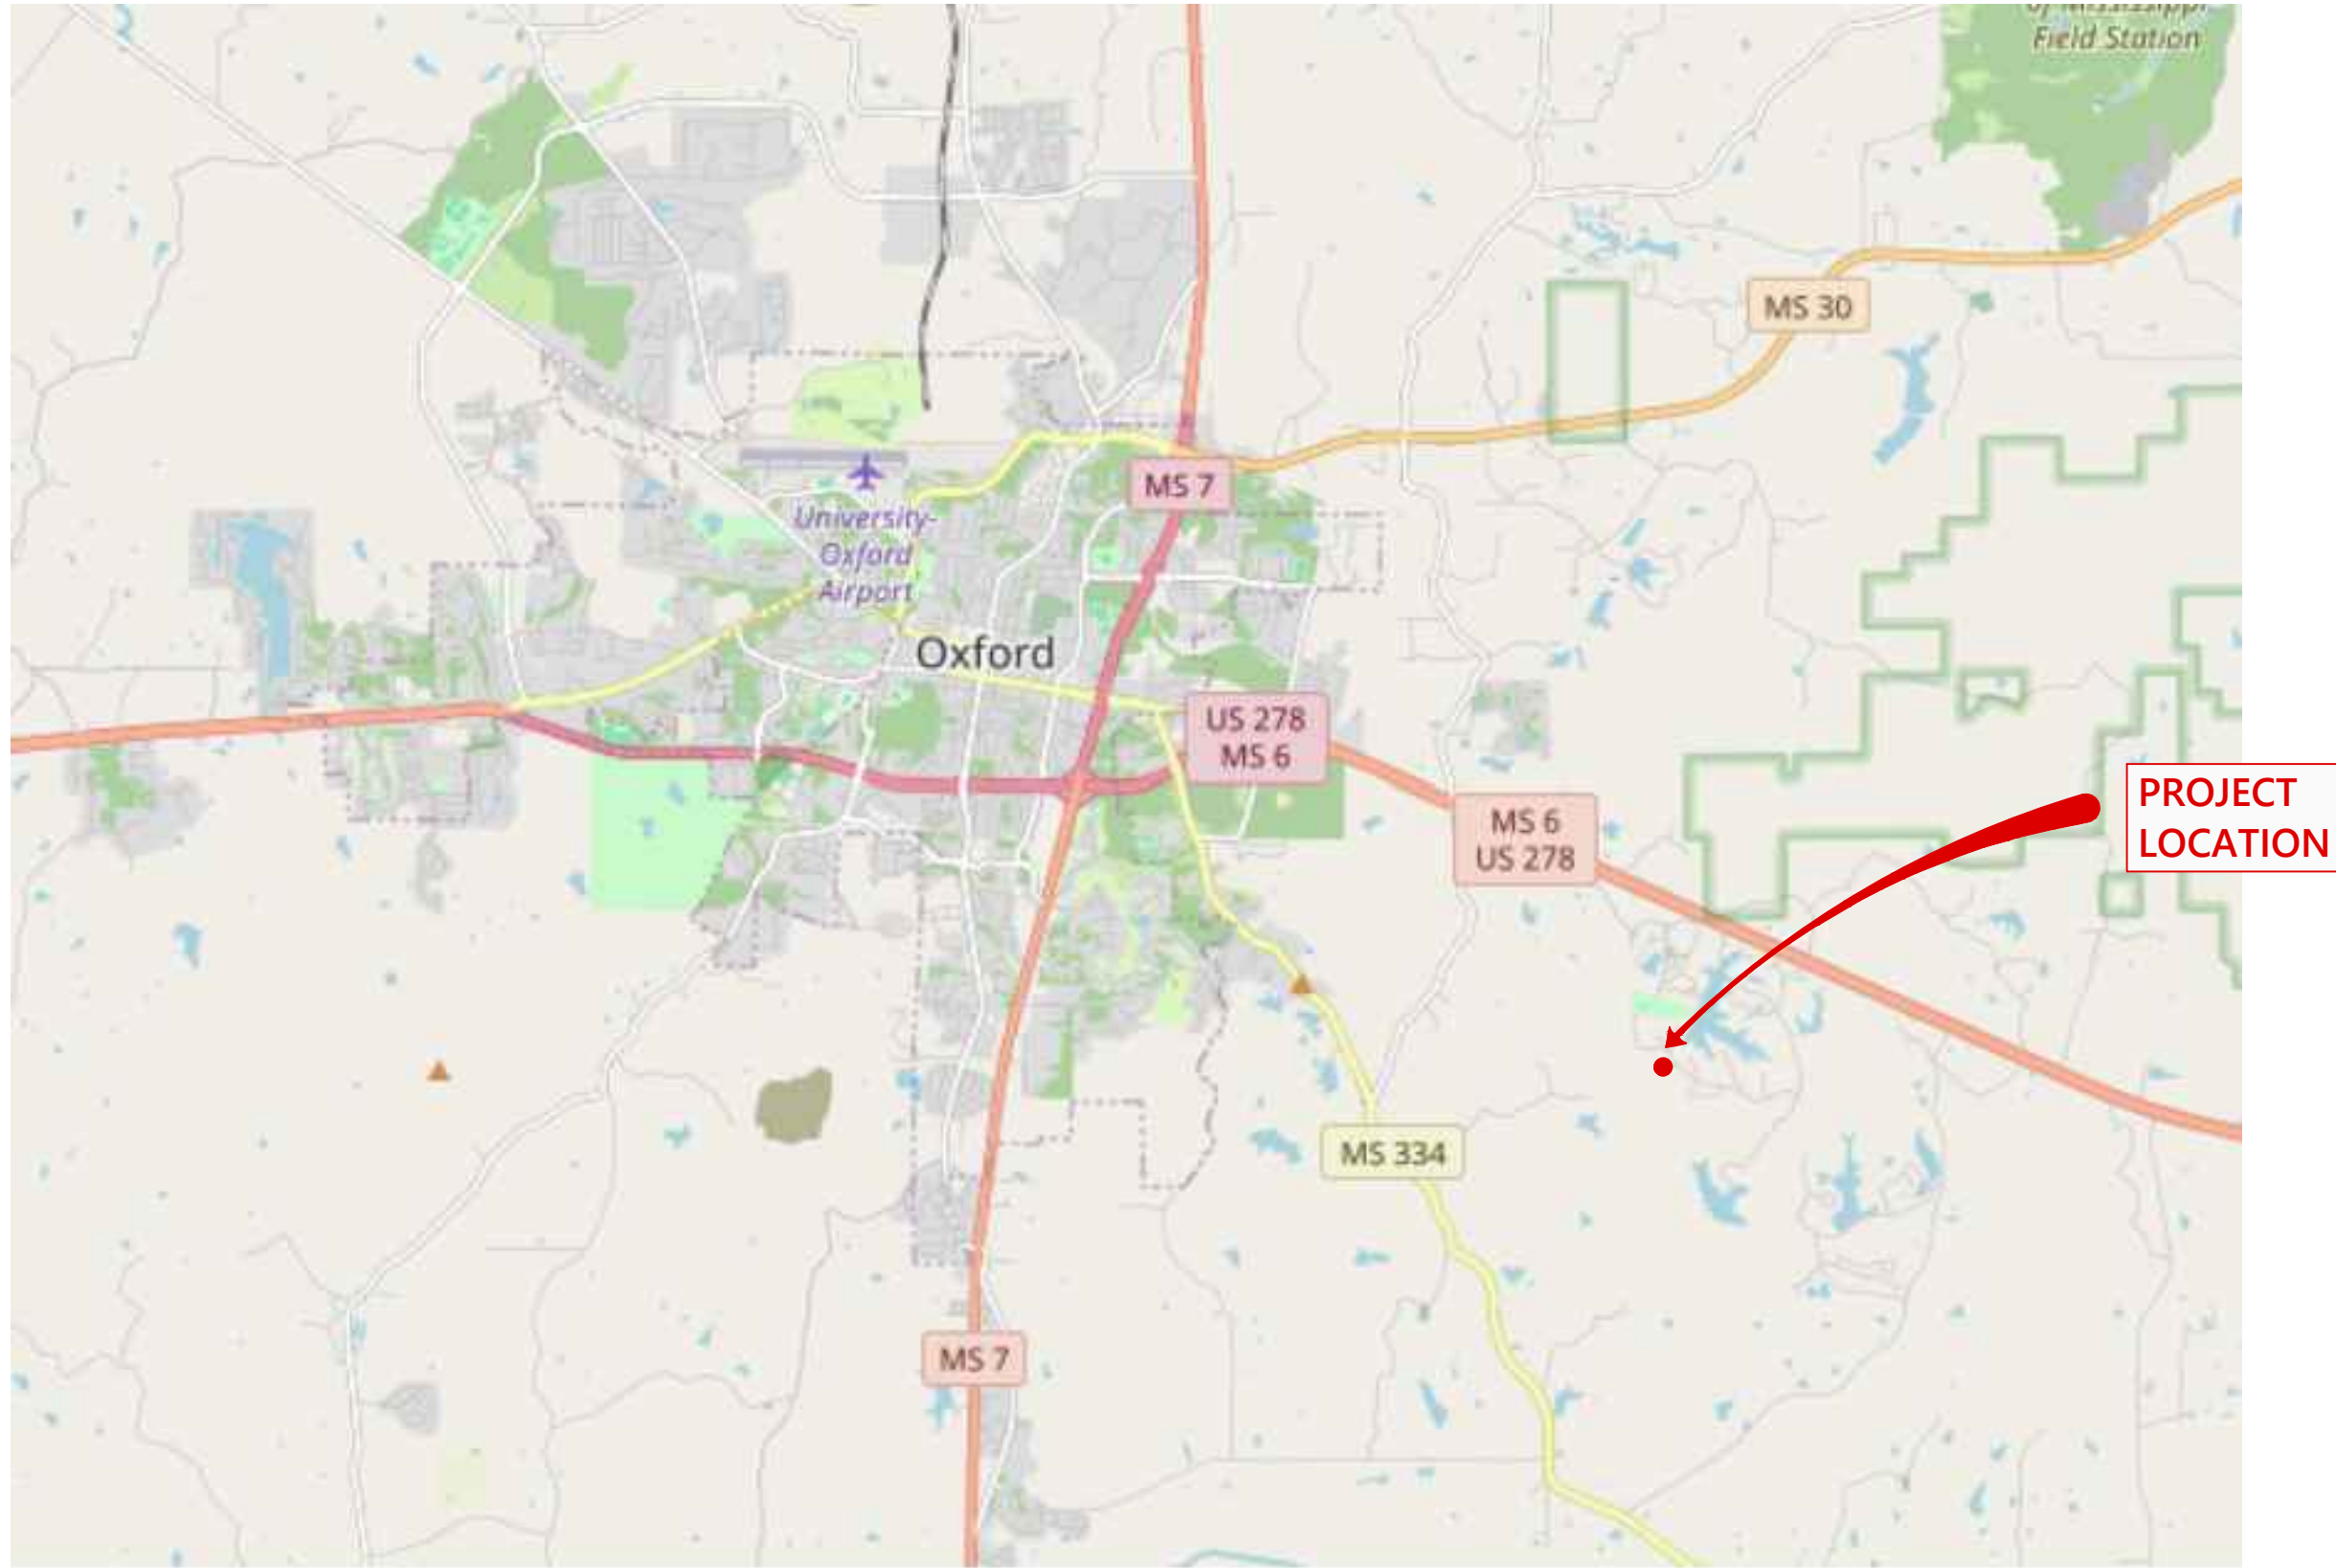 Field Station
MS 30
MS 7
University-
Oxford
Airport
Oxford
US 278
MS 6
MS 6
US 278
PROJECT
LOCATION
MS 334
MS 7